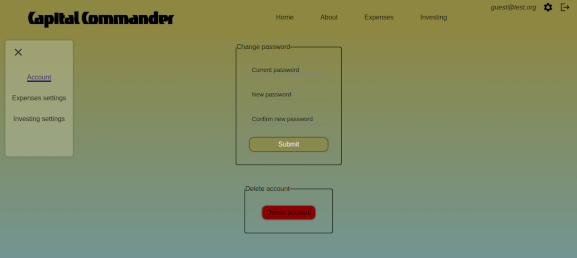 guest@test.org
Capital Commander
Home
About
Expenses
Investing
Account
Expenses settings
Investing settings
Change password
Current password
New password
Confirm new password
Submit
Delete account
Delete account